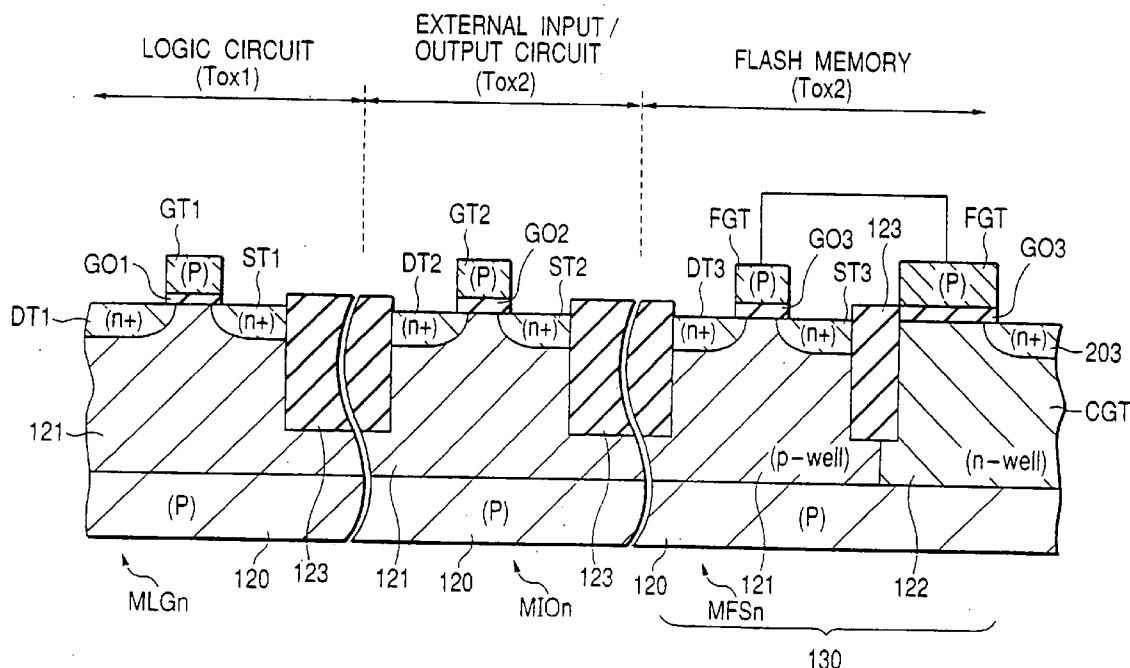 EXTERNAL INPUT /
LOGIC CIRCUIT OUTPUT CIRCUIT FLASH MEMORY
(Tox1) (Tox2) (Tox2)
GT1 GT2 FGT 123 FGT
GO1 ST1 DT2 GO2 ST2 DT3 GO3 ST3 GO3
(P) (P) (P) (P)
DT1 (n+) (n+) (n+) (n+) (n+) (n+) (n+) 203
CGT
121 (p-well) (n-well)
(P) (P) (P)
120 123 121 120 123 120 121 122
MLGn MIOn MFSn
130